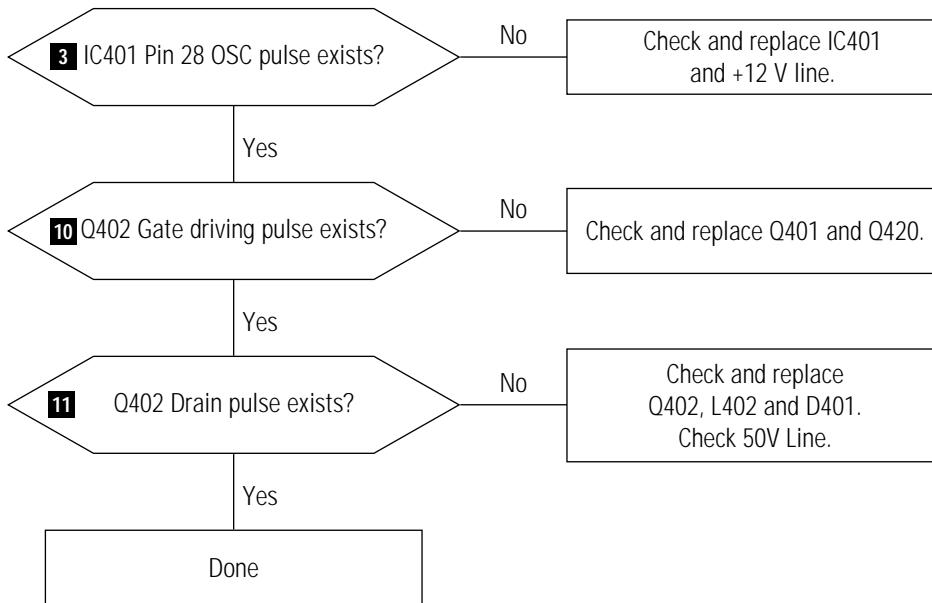 3 IC401 Pin 28 OSC pulse exists?
No
Check and replace IC401
and +12 V line.
Yes
10 Q402 Gate driving pulse exists?
No
Check and replace Q401 and Q420.
Yes
11 Q402 Drain pulse exists?
No
Check and replace
Q402, L402 and D401.
Check 50V Line.
Yes
Done